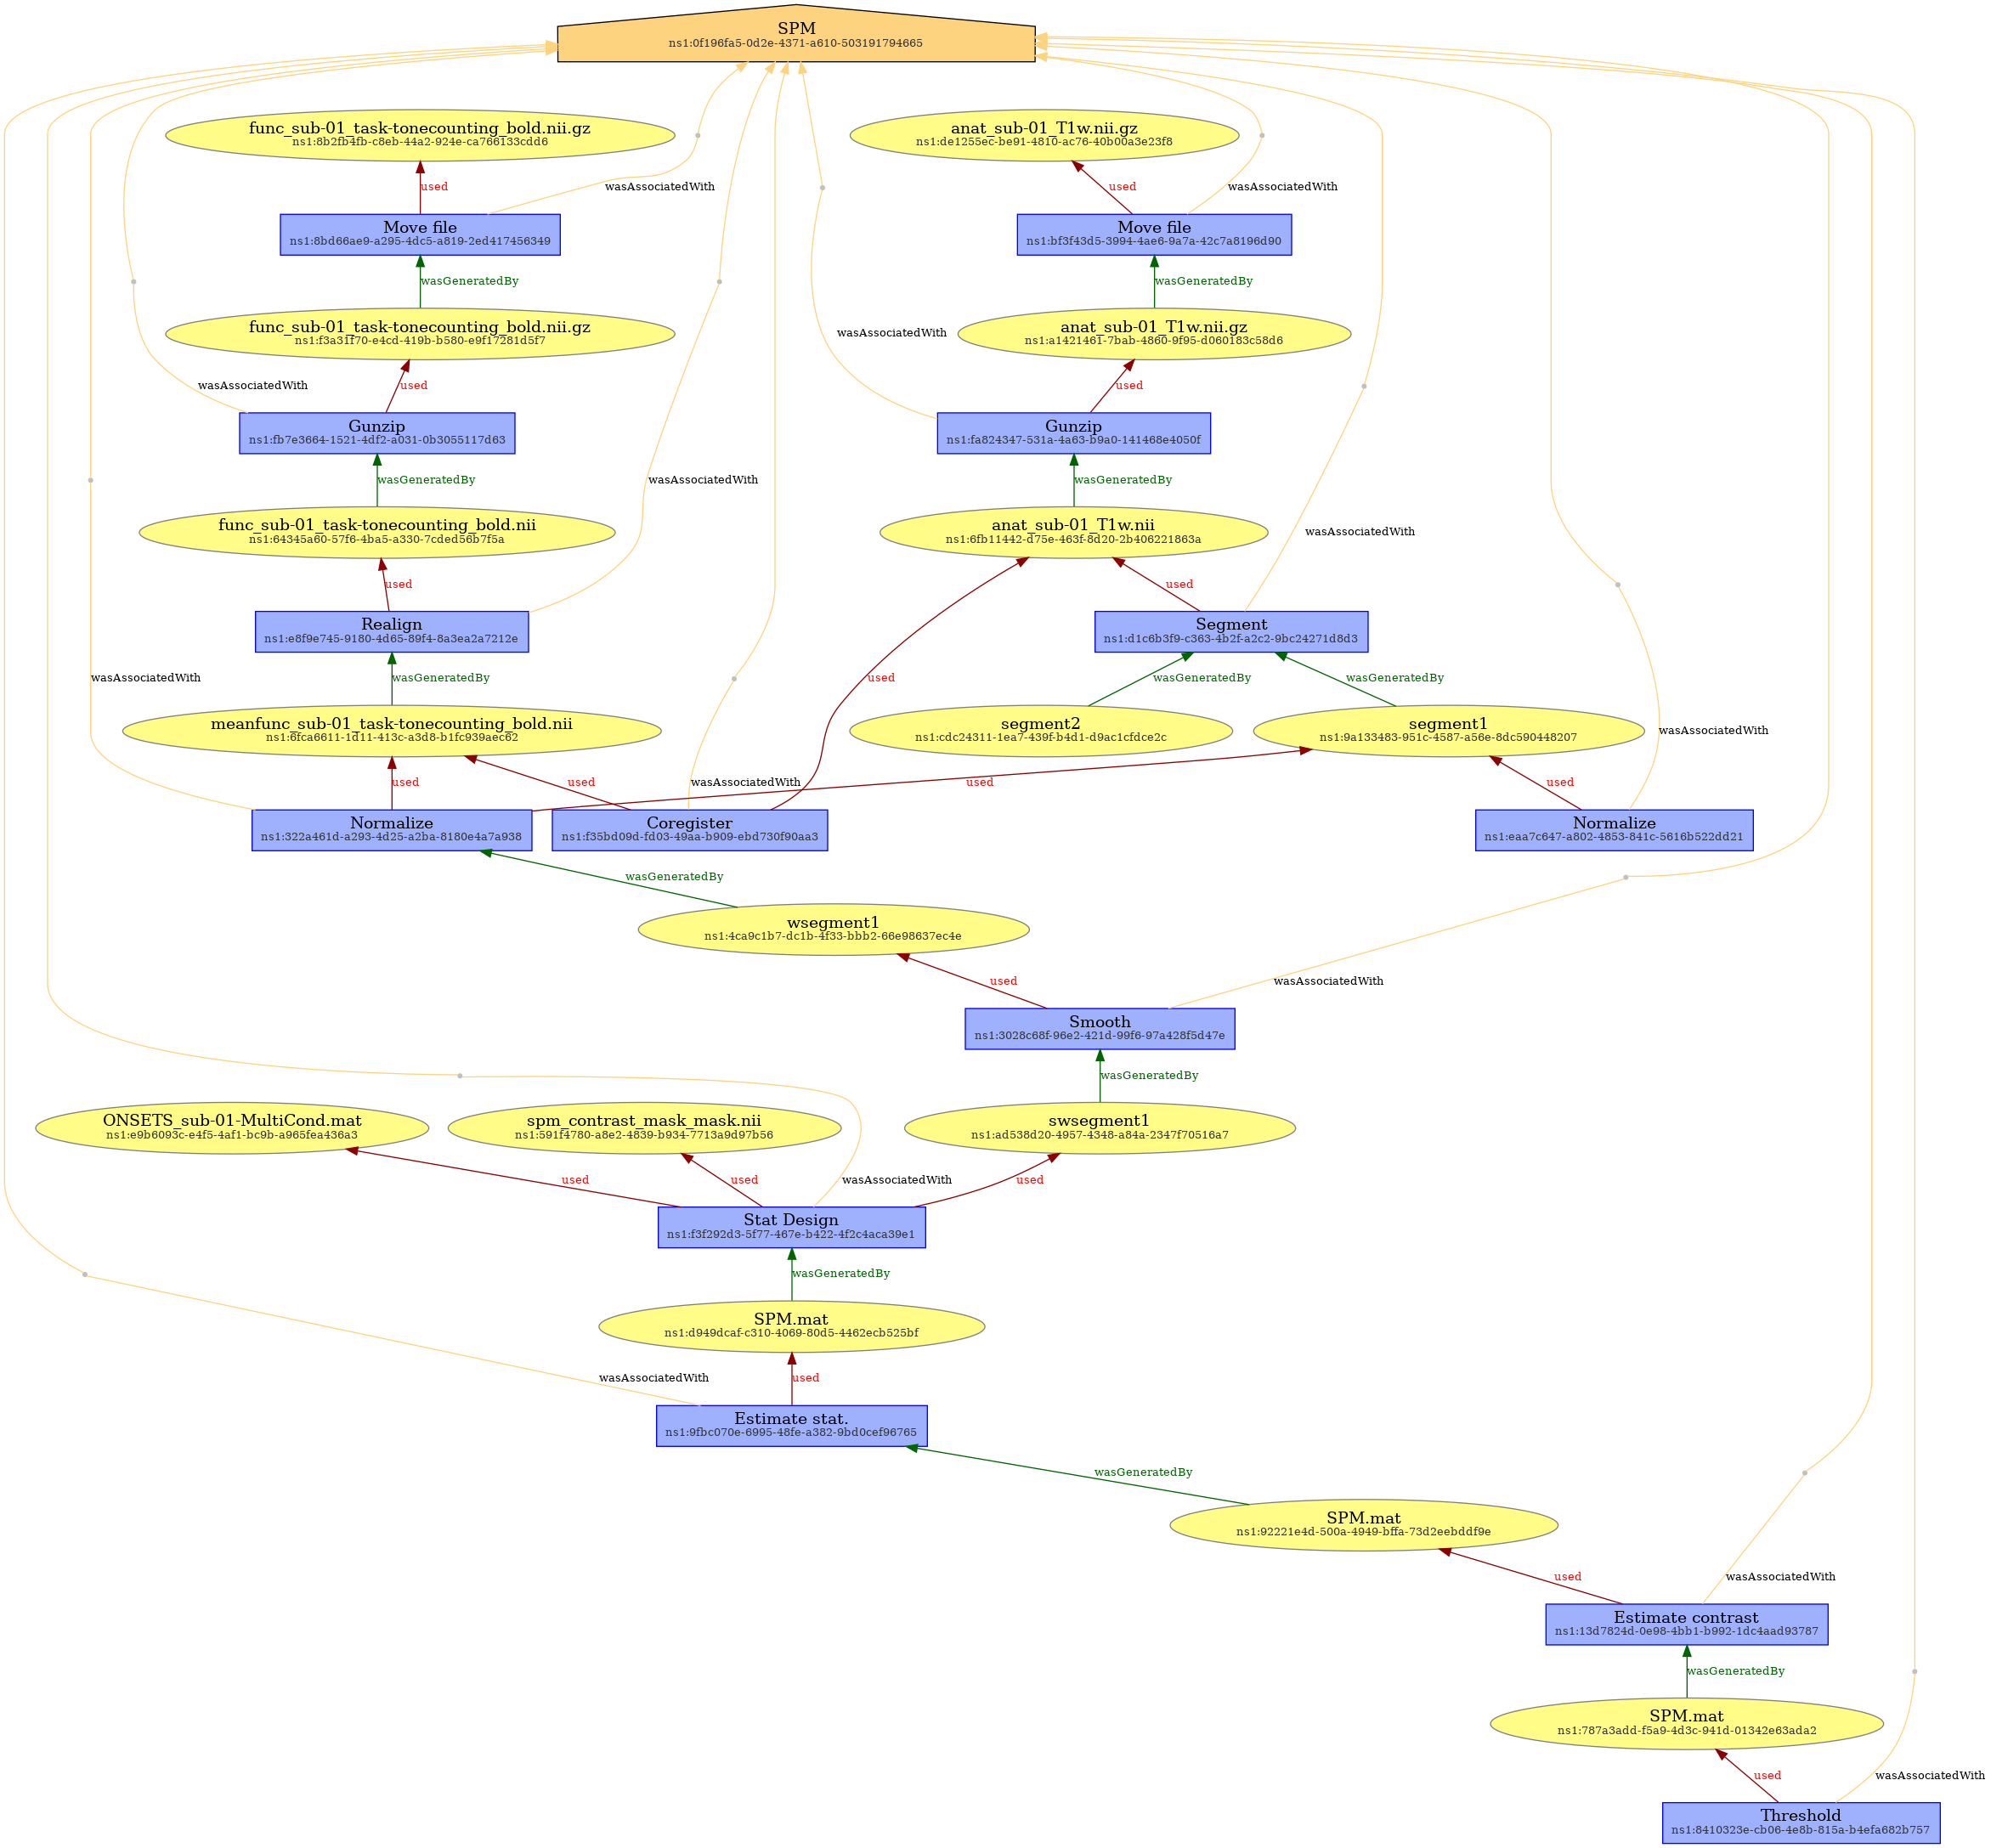 SPM
ns1:0f196fa5-0d2e-4371-a610-503191794665
func_sub-01_task-tonecounting_bold.nii.gz
ns1:8b2fb4fb-c8eb-44a2-924e-ca766133cdd6
anat_sub-01_T1w.nii.gz
ns1:de1255ec-be91-4810-ac76-40b00a3e23f8
used
wasAssociatedWith
used
wasAssociatedWith
Move file
ns1:8bd66ae9-a295-4dc5-a819-2ed417456349
Move file
ns1:bf3f43d5-3994-4ae6-9a7a-42c7a8196d90
wasGeneratedBy
wasGeneratedBy
func_sub-01_task-tonecounting_bold.nii.gz
ns1:f3a31f70-e4cd-419b-b580-e9f17281d5f7
wasAssociatedWith
anat_sub-01_T1w.nii.gz
ns1:a1421461-7bab-4860-9f95-d060183c58d6
wasAssociatedWith
used
used
Gunzip
ns1:fb7e3664-1521-4df2-a031-0b3055117d63
Gunzip
ns1:fa824347-531a-4a63-b9a0-141468e4050f
wasGeneratedBy
wasAssociatedWith
wasGeneratedBy
func_sub-01_task-tonecounting_bold.nii
ns1:64345a60-57f6-4ba5-a330-7cded56b7f5a
anat_sub-01_T1w.nii
ns1:6fb11442-d75e-463f-8d20-2b406221863a
wasAssociatedWith
used
used
Realign
ns1:e8f9e745-9180-4d65-89f4-8a3ea2a7212e
Segment
ns1:d1c6b3f9-c363-4b2f-a2c2-9bc24271d8d3
wasAssociatedWith
wasGeneratedBy
used
wasGeneratedBy
wasGeneratedBy
meanfunc_sub-01_task-tonecounting_bold.nii
ns1:6fca6611-1d11-413c-a3d8-b1fc939aec62
segment2
ns1:cdc24311-1ea7-439f-b4d1-d9ac1cfdce2c
segment1
ns1:9a133483-951c-4587-a56e-8dc590448207
wasAssociatedWith
used
used
wasAssociatedWith
used
used
Normalize
ns1:322a461d-a293-4d25-a2ba-8180e4a7a938
Coregister
ns1:f35bd09d-fd03-49aa-b909-ebd730f90aa3
Normalize
ns1:eaa7c647-a802-4853-841c-5616b522dd21
wasGeneratedBy
wsegment1
ns1:4ca9c1b7-dc1b-4f33-bbb2-66e98637ec4e
used
wasAssociatedWith
Smooth
ns1:3028c68f-96e2-421d-99f6-97a428f5d47e
wasGeneratedBy
ONSETS_sub-01-MultiCond.mat
ns1:e9b6093c-e4f5-4af1-bc9b-a965fea436a3
spm_contrast_mask_mask.nii
ns1:591f4780-a8e2-4839-b934-7713a9d97b56
swsegment1
ns1:ad538d20-4957-4348-a84a-2347f70516a7
used
used
wasAssociatedWith
used
Stat Design
ns1:f3f292d3-5f77-467e-b422-4f2c4aca39e1
wasGeneratedBy
SPM.mat
ns1:d949dcaf-c310-4069-80d5-4462ecb525bf
wasAssociatedWith
used
Estimate stat.
ns1:9fbc070e-6995-48fe-a382-9bd0cef96765
wasGeneratedBy
SPM.mat
ns1:92221e4d-500a-4949-bffa-73d2eebddf9e
used
wasAssociatedWith
Estimate contrast
ns1:13d7824d-0e98-4bb1-b992-1dc4aad93787
wasGeneratedBy
SPM.mat
ns1:787a3add-f5a9-4d3c-941d-01342e63ada2
used
wasAssociatedWith
Threshold
ns1:8410323e-cb06-4e8b-815a-b4efa682b757